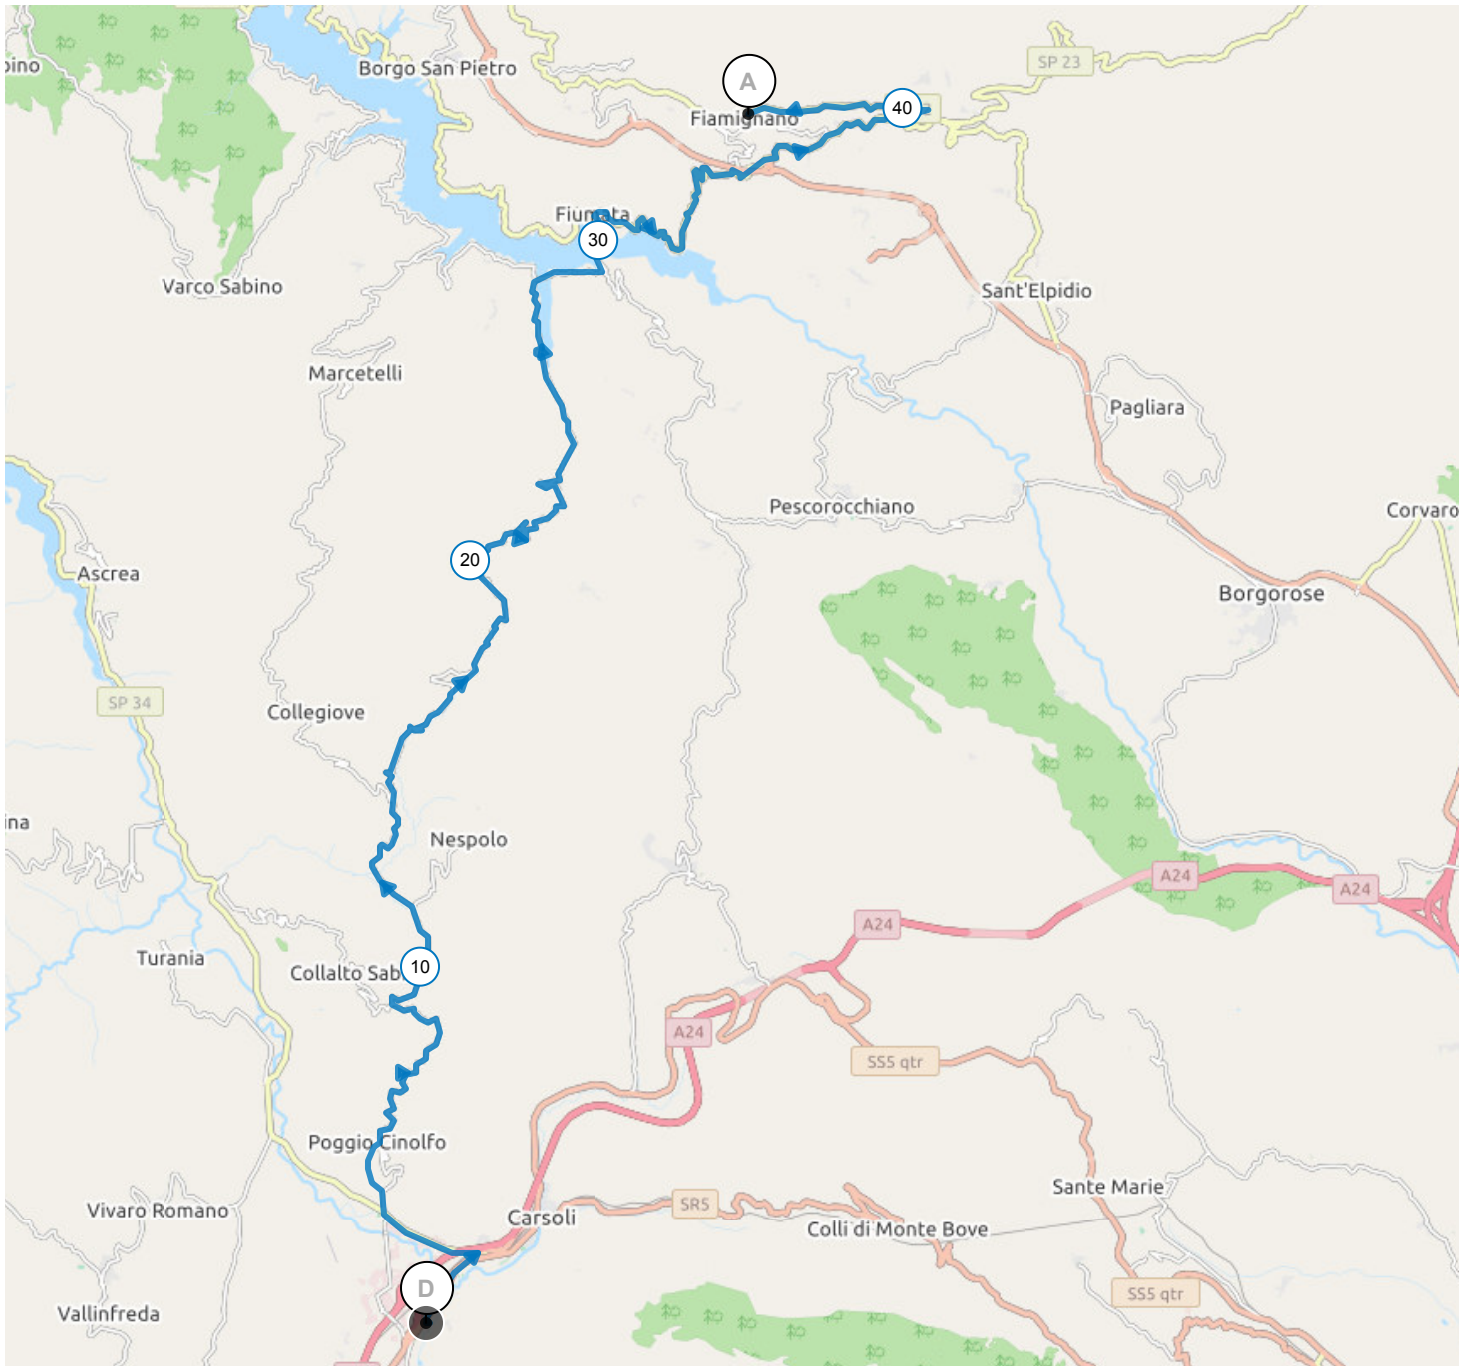 Borgo San Pietro
SP 23
A
40
Fiamignano
Fiumata
30
Varco Sabino
Sant'Elpidio
Marcetelli
Pagliara
Pescorocchiano
Corvaro
20
Ascrea
Borgorose
SP 34
Collegiove
Nespolo
A24
A24
A24
Turania
Collalto Sab
10
A24
SS5 qtr
Poggio Cinolfo
Sante Marie
Vivaro Romano
SR5
Carsoli
Colli di Monte Bove
D
SS5 qtr
Vallinfreda